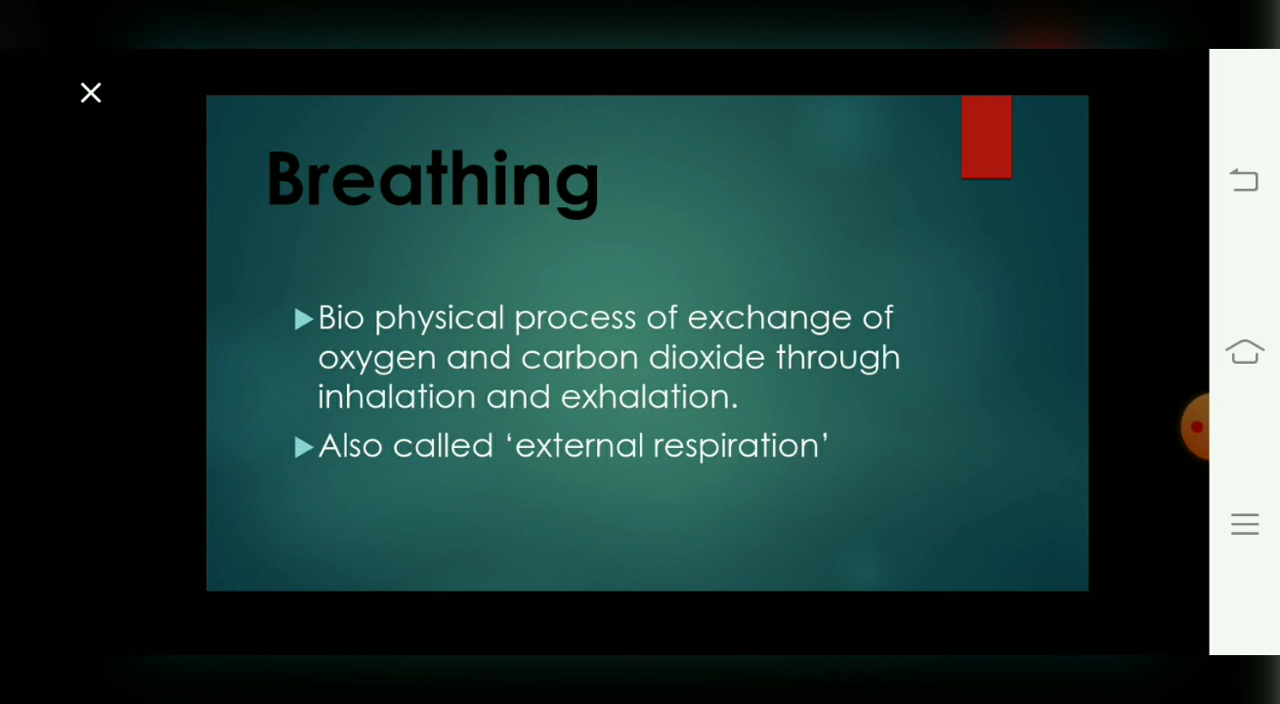 Breathing
Bio physical process of exchange of
oxygen and carbon dioxide through
inhalation and exhalation.
Also called ‘external respiration’